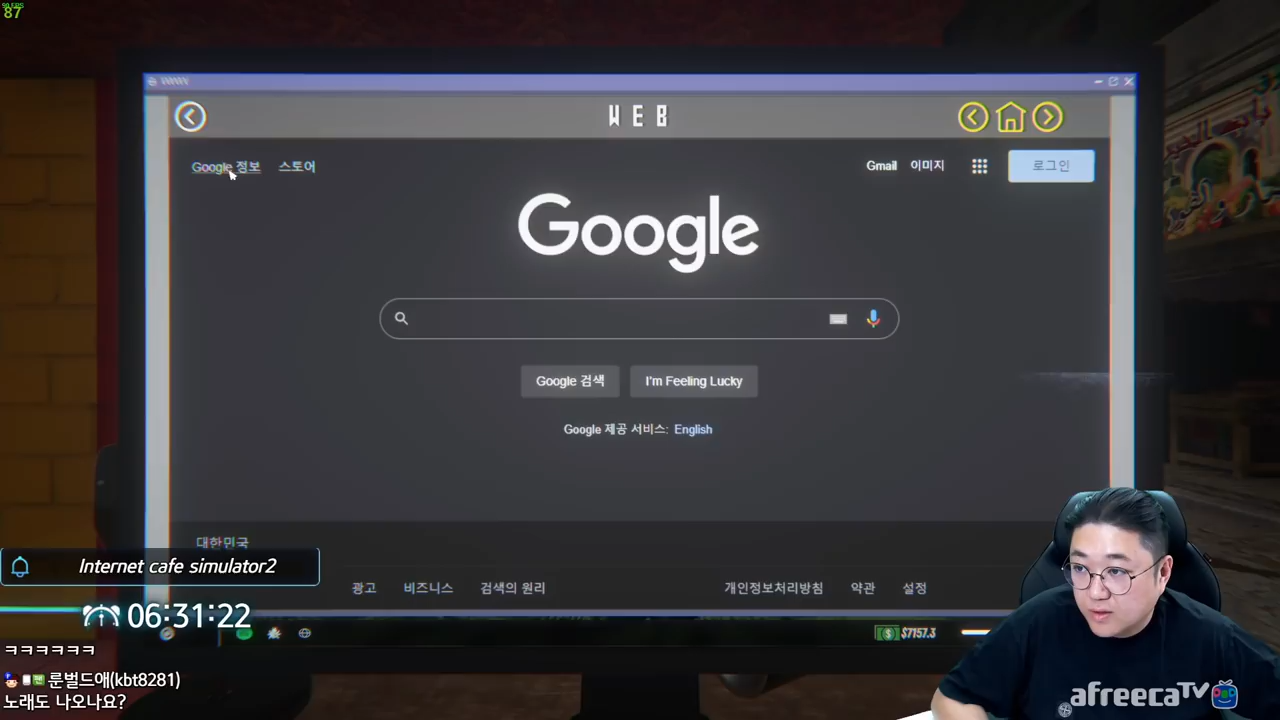 87
WWW
WEB
Google 정보 스토어
Gmail 이미지
로그인
Google
Google 검색 I'm Feeling Lucky
Google 제공 서비스: English
대한민국
광고 비즈니스 검색의 원리
개인정보처리방침 약관 설정
Internet cafe simulator2
06:31:22
$7157.3
ㅋㅋㅋㅋㅋㅋ
룬벌드애(kbt8281)
노래도 나오나요?
afreecaTV